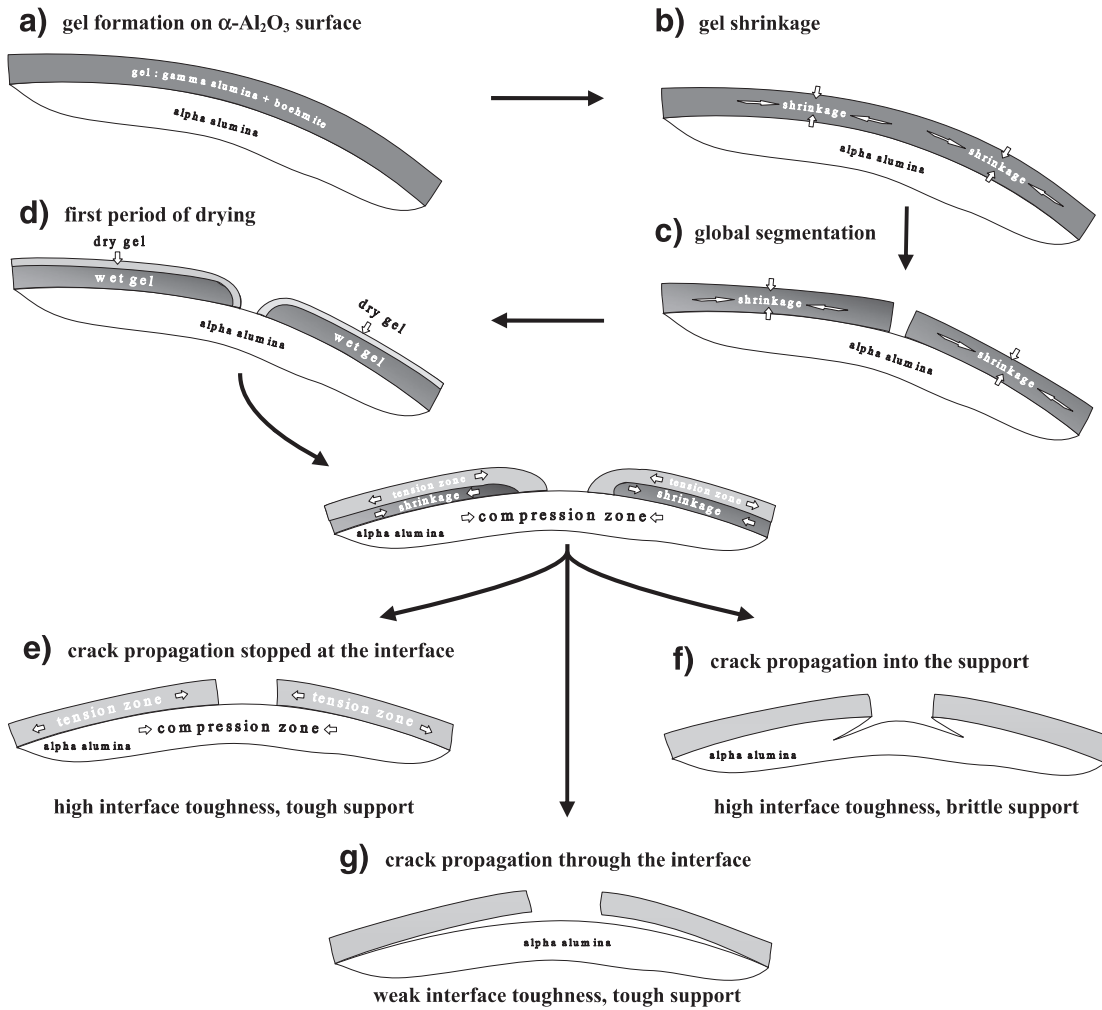 a) gel formation on α-Al₂O₃ surface
gel : gamma alumina + boehmite
alpha alumina
b) gel shrinkage
shrinkage
shrinkage
alpha alumina
c) global segmentation
shrinkage
shrinkage
alpha alumina
d) first period of drying
dry gel
wet gel
dry gel
wet gel
alpha alumina
tension zone
shrinkage
tension zone
shrinkage
compression zone
alpha alumina
e) crack propagation stopped at the interface
tension zone
tension zone
compression zone
alpha alumina
high interface toughness, tough support
f) crack propagation into the support
alpha alumina
high interface toughness, brittle support
g) crack propagation through the interface
alpha alumina
weak interface toughness, tough support